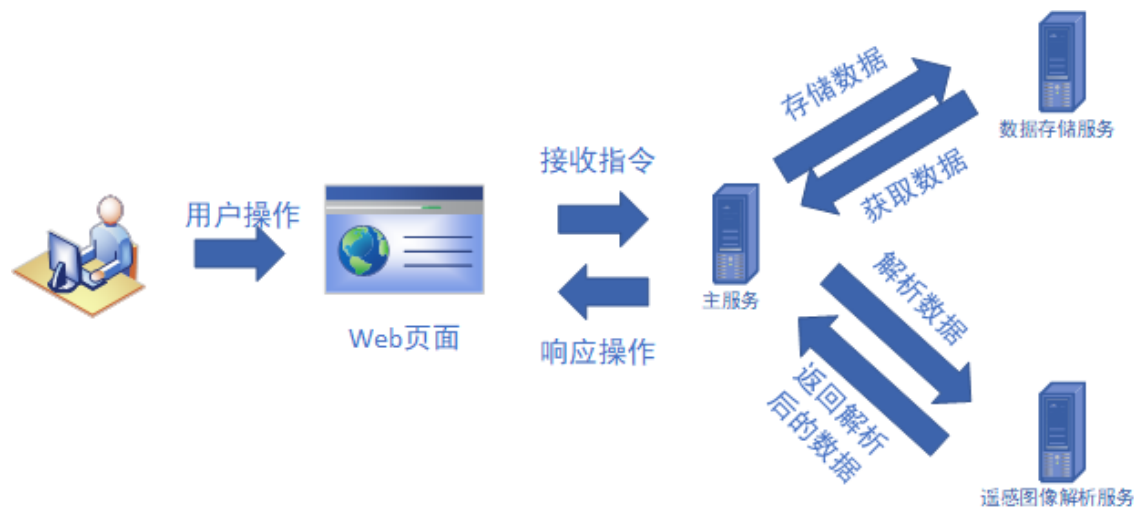 用户操作
Web页面
接收指令
响应操作
主服务
存储数据
获取数据
数据存储服务
解析数据
返回解析
后的数据
遥感图像解析服务